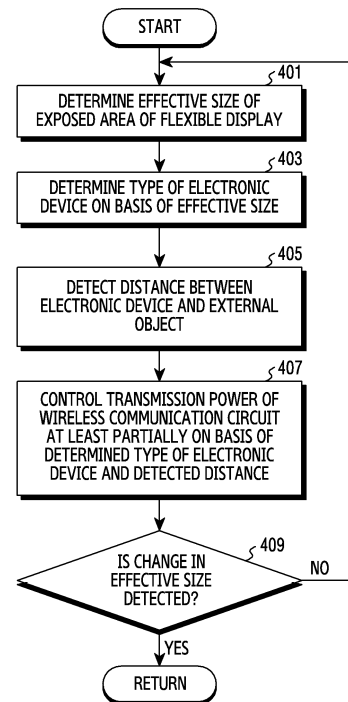 START
401
DETERMINE EFFECTIVE SIZE OF
EXPOSED AREA OF FLEXIBLE DISPLAY
403
DETERMINE TYPE OF ELECTRONIC
DEVICE ON BASIS OF EFFECTIVE SIZE
405
DETECT DISTANCE BETWEEN
ELECTRONIC DEVICE AND EXTERNAL
OBJECT
407
CONTROL TRANSMISSION POWER OF
WIRELESS COMMUNICATION CIRCUIT
AT LEAST PARTIALLY ON BASIS OF
DETERMINED TYPE OF ELECTRONIC
DEVICE AND DETECTED DISTANCE
409
IS CHANGE IN
EFFECTIVE SIZE
DETECTED?
NO
YES
RETURN